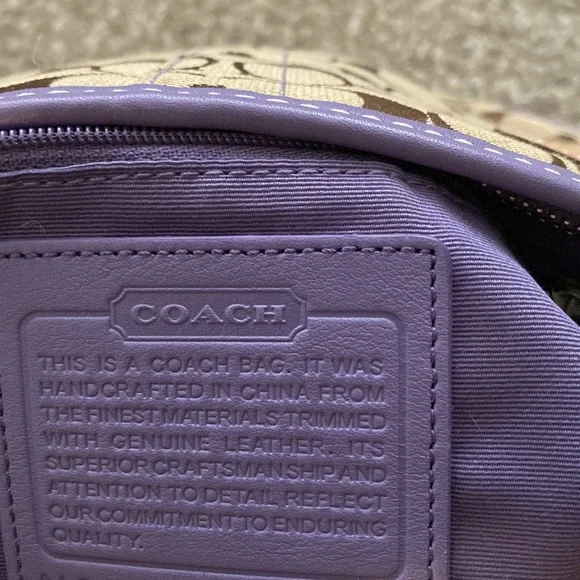 COACH
THIS IS A COACH BAG. IT WAS
HANDCRAFTED IN CHINA FROM
THE FINEST MATERIALS TRIMMED
WITH GENUINE LEATHER. ITS
SUPERIOR CRAFTSMANSHIP AND
ATTENTION TO DETAIL REFLECT
OUR COMMITMENT TO ENDURING
QUALITY.